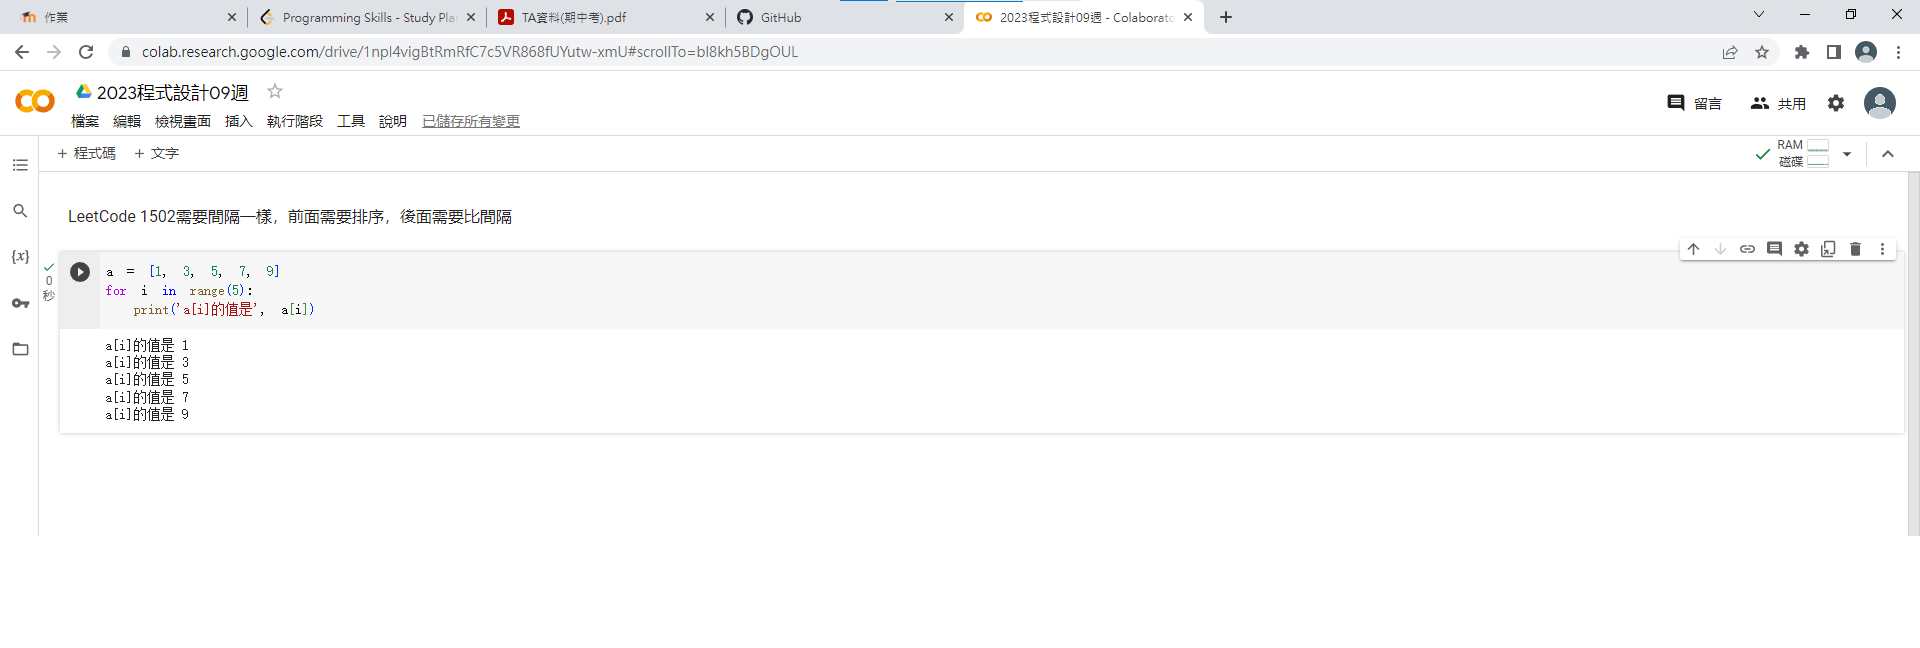 作業
Programming Skills - Study Pla
TA資料(期中考).pdf
GitHub
2023程式設計09週 - Colaborato
colab.research.google.com/drive/1npI4vigBtRmRfC7c5VR868fUYutw-xmU#scrollTo=bI8kh5BDgOUL
2023程式設計09週
檔案 編輯 檢視畫面 插入 執行階段 工具 說明 已儲存所有變更
留言 共用
+ 程式碼 + 文字
RAM
磁碟
LeetCode 1502需要間隔一樣，前面需要排序，後面需要比間隔
{x}
0
秒
a = [1, 3, 5, 7, 9]
for i in range(5):
    print('a[i]的值是', a[i])
a[i]的值是 1
a[i]的值是 3
a[i]的值是 5
a[i]的值是 7
a[i]的值是 9